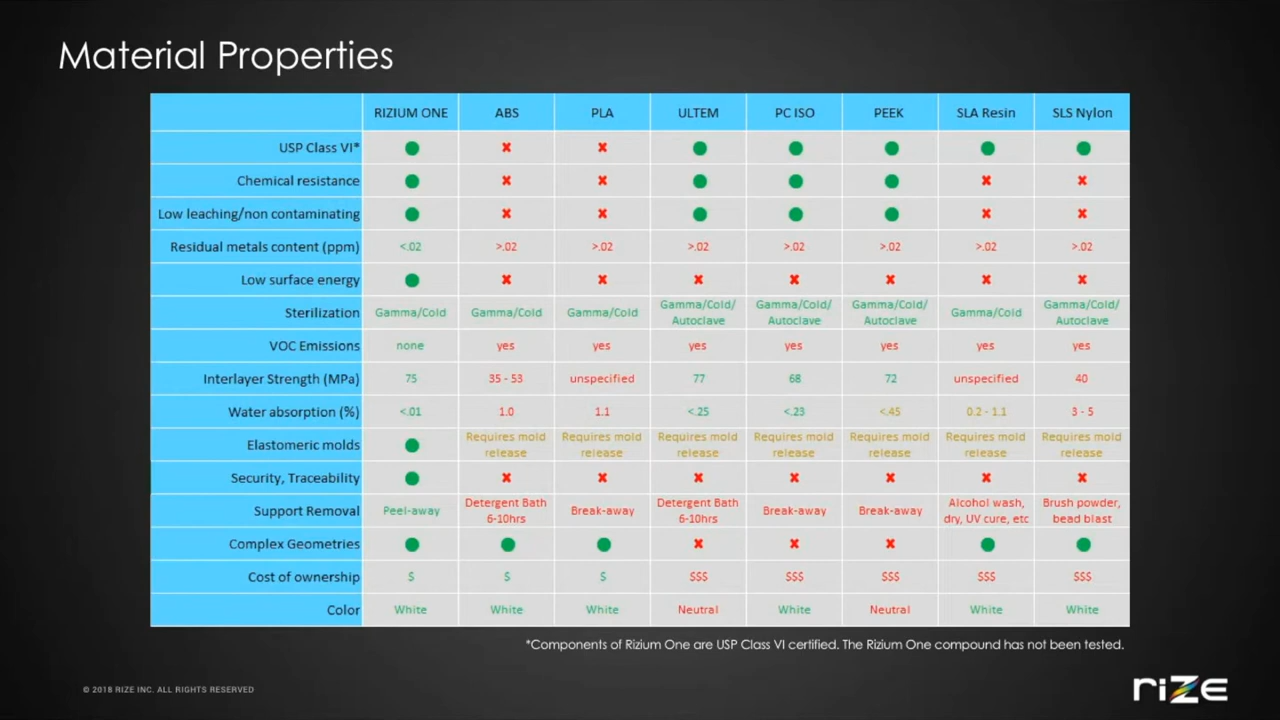 Material Properties
RIZIUM ONE ABS PLA ULTEM PC ISO PEEK SLA Resin SLS Nylon
USP Class VI* ● ✖ ✖ ● ● ● ● ●
Chemical resistance ● ✖ ✖ ● ● ● ✖ ✖
Low leaching/non contaminating ● ✖ ✖ ● ● ● ✖ ✖
Residual metals content (ppm) <.02 >.02 >.02 >.02 >.02 >.02 >.02 >.02
Low surface energy ● ✖ ✖ ✖ ✖ ✖ ✖ ✖
Sterilization Gamma/Cold Gamma/Cold Gamma/Cold Gamma/Cold/ Autoclave Gamma/Cold/ Autoclave Gamma/Cold/ Autoclave Gamma/Cold Gamma/Cold/ Autoclave
VOC Emissions none yes yes yes yes yes yes yes
Interlayer Strength (MPa) 75 35 - 53 unspecified 77 68 72 unspecified 40
Water absorption (%) <.01 1.0 1.1 <.25 <.23 <.45 0.2 - 1.1 3 - 5
Elastomeric molds ● Requires mold release Requires mold release Requires mold release Requires mold release Requires mold release Requires mold release Requires mold release
Security, Traceability ● ✖ ✖ ✖ ✖ ✖ ✖ ✖
Support Removal Peel-away Detergent Bath 6-10hrs Break-away Detergent Bath 6-10hrs Break-away Break-away Alcohol wash, dry, UV cure, etc Brush powder, bead blast
Complex Geometries ● ● ● ✖ ✖ ✖ ● ●
Cost of ownership $ $ $ $$$ $$$ $$$ $$$ $$$
Color White White White Neutral White Neutral White White
*Components of Rizium One are USP Class VI certified. The Rizium One compound has not been tested.
© 2018 RIZE INC. ALL RIGHTS RESERVED
riZE